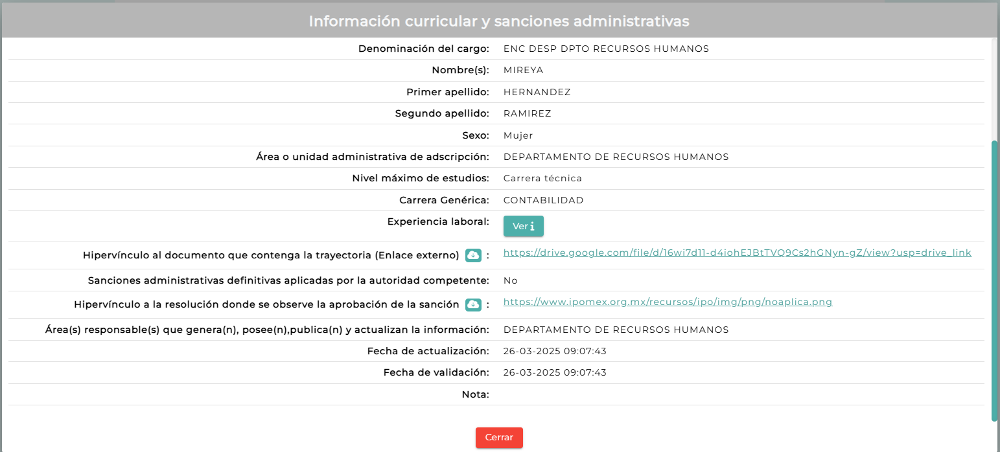 Información curricular y sanciones administrativas
Denominación del cargo: ENC DESP DPTO RECURSOS HUMANOS
Nombre(s): MIREYA
Primer apellido: HERNANDEZ
Segundo apellido: RAMIREZ
Sexo: Mujer
Área o unidad administrativa de adscripción: DEPARTAMENTO DE RECURSOS HUMANOS
Nivel máximo de estudios: Carrera técnica
Carrera Genérica: CONTABILIDAD
Experiencia laboral: Ver i
Hipervínculo al documento que contenga la trayectoria (Enlace externo) : https://drive.google.com/file/d/16wi7d11-d4iohEJBtTVQ9Cs2hGNyn-gZ/view?usp=drive_link
Sanciones administrativas definitivas aplicadas por la autoridad competente: No
Hipervínculo a la resolución donde se observe la aprobación de la sanción : https://www.ipomex.org.mx/recursos/ipo/img/png/noaplica.png
Área(s) responsable(s) que genera(n), posee(n),publica(n) y actualizan la información: DEPARTAMENTO DE RECURSOS HUMANOS
Fecha de actualización: 26-03-2025 09:07:43
Fecha de validación: 26-03-2025 09:07:43
Nota:
Cerrar